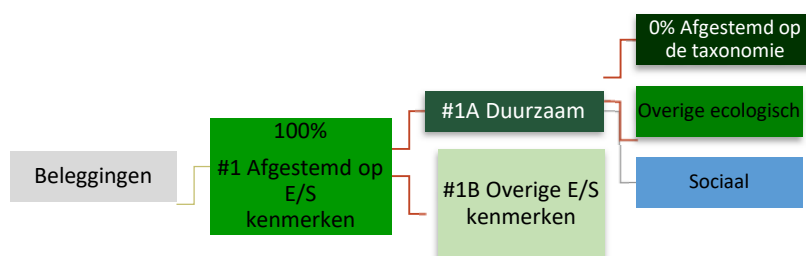 Beleggingen
100%
#1 Afgestemd op
E/S
kenmerken
#1A Duurzaam
#1B Overige E/S
kenmerken
0% Afgestemd op
de taxonomie
Overige ecologisch
Sociaal